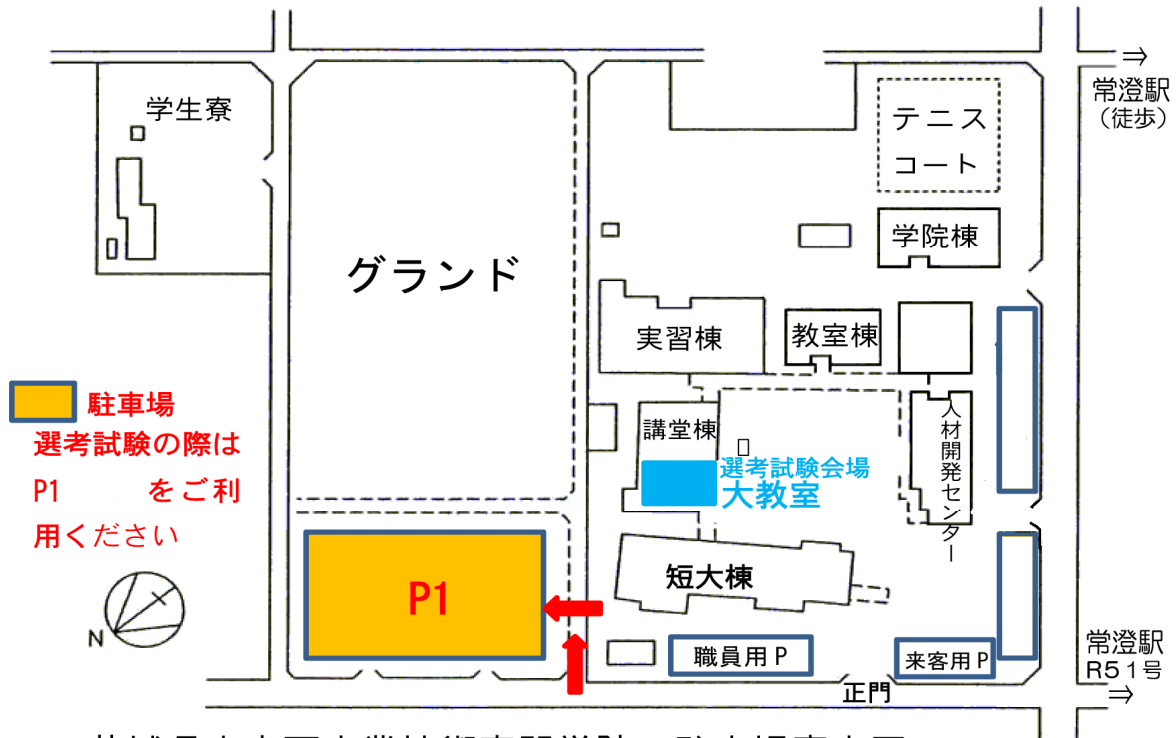 ⇒
常澄駅
（徒歩）
学生寮
テニス
コート
学院棟
グランド
実習棟
教室棟
駐車場
選考試験の際は
P1　をご利
用ください
講堂棟
人材開発センター
選考試験会場
大教室
短大棟
P1
N
職員用P
来客用P
正門
常澄駅
R51号
⇒